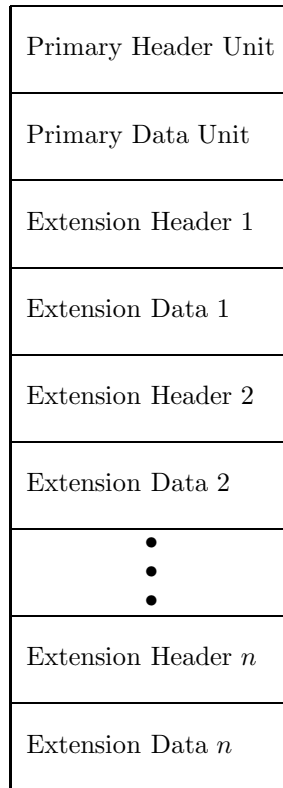 Primary Header Unit
Primary Data Unit
Extension Header 1
Extension Data 1
Extension Header 2
Extension Data 2
•
•
•
Extension Header n
Extension Data n